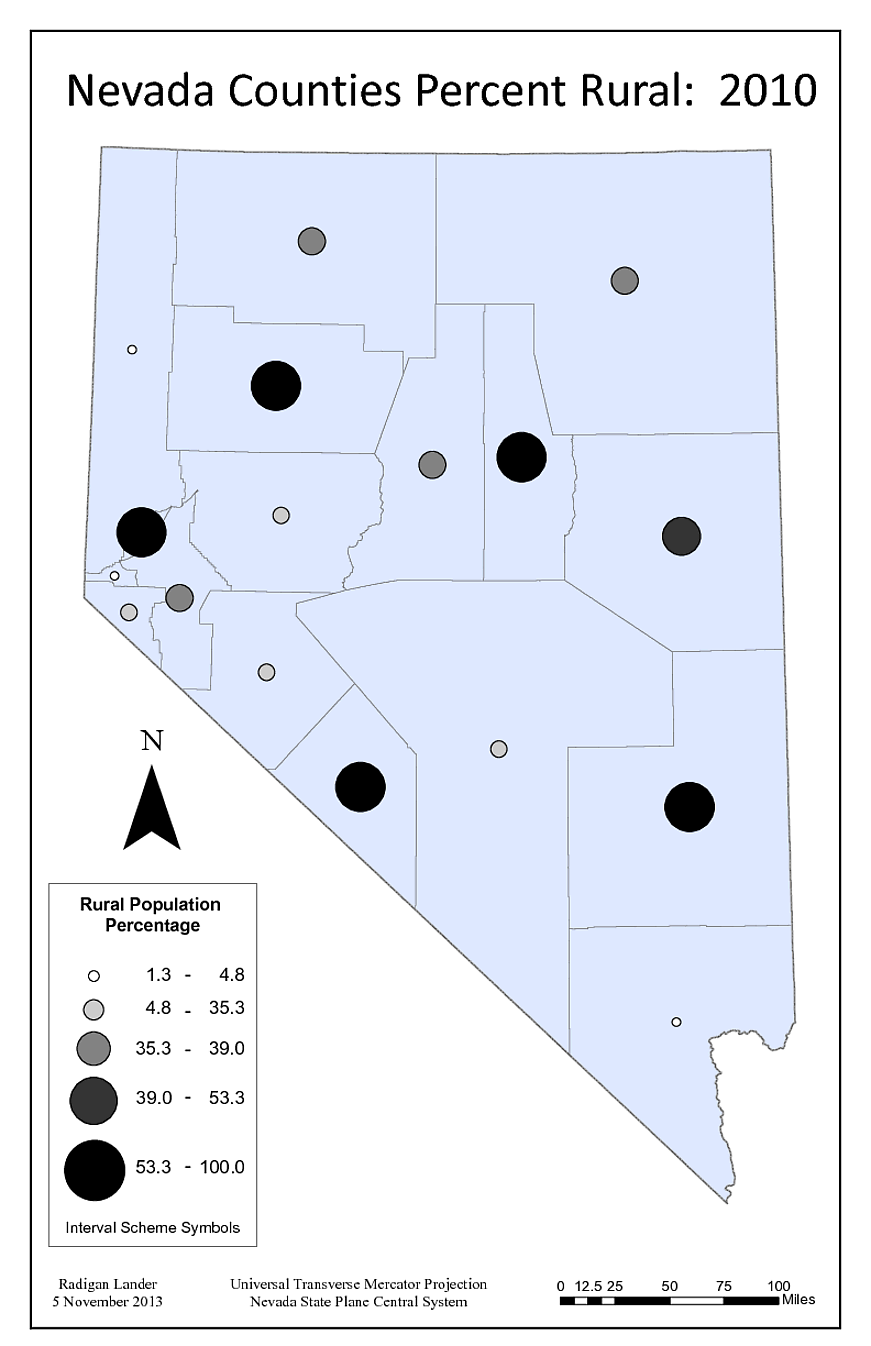 Nevada Counties Percent Rural: 2010
N
Rural Population
Percentage
1.3 - 4.8
4.8 - 35.3
35.3 - 39.0
39.0 - 53.3
53.3 - 100.0
Interval Scheme Symbols
Radigan Lander
5 November 2013
Universal Transverse Mercator Projection
Nevada State Plane Central System
0 12.5 25 50 75 100
Miles